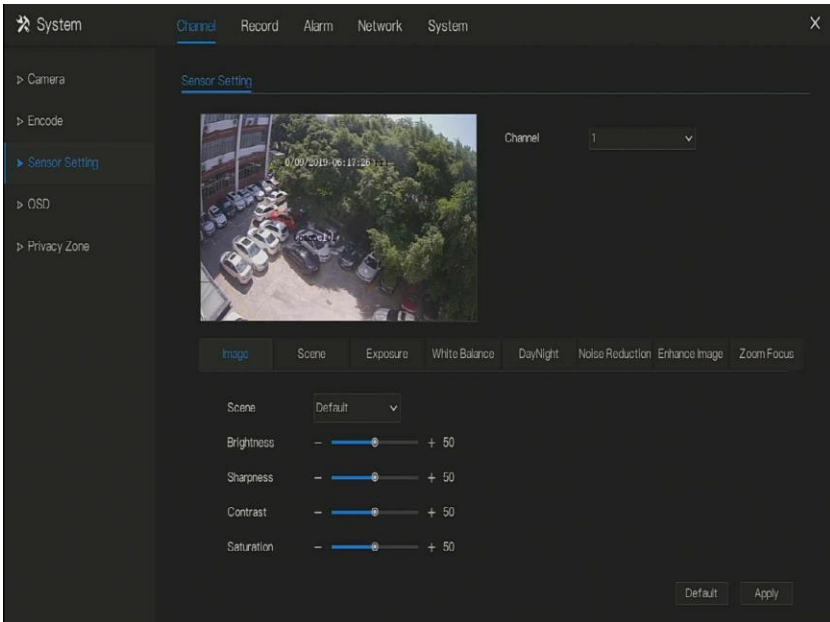 System
Channel Record Alarm Network System X
Camera
Encode
Sensor Setting
OSD
Privacy Zone
Sensor Setting
Channel 1
Image Scene Exposure White Balance DayNight Noise Reduction Enhance Image Zoom Focus
Scene Default
Brightness − + 50
Sharpness − + 50
Contrast − + 50
Saturation − + 50
Default Apply